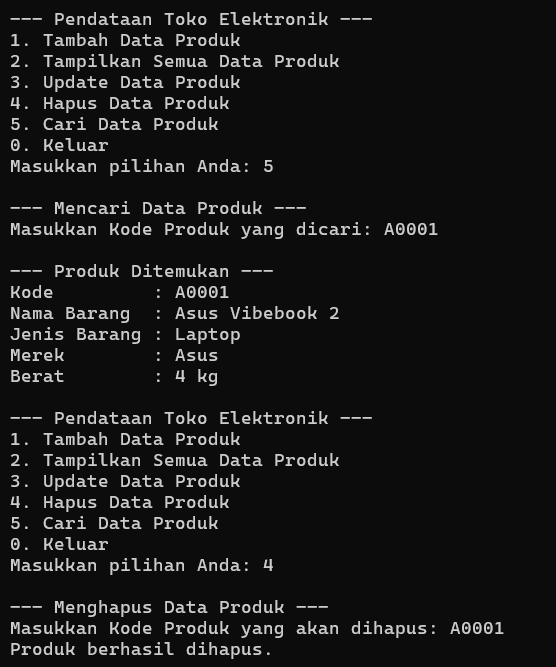 --- Pendataan Toko Elektronik ---
1. Tambah Data Produk
2. Tampilkan Semua Data Produk
3. Update Data Produk
4. Hapus Data Produk
5. Cari Data Produk
0. Keluar
Masukkan pilihan Anda: 5

--- Mencari Data Produk ---
Masukkan Kode Produk yang dicari: A0001

--- Produk Ditemukan ---
Kode         : A0001
Nama Barang  : Asus Vibebook 2
Jenis Barang : Laptop
Merek        : Asus
Berat        : 4 kg

--- Pendataan Toko Elektronik ---
1. Tambah Data Produk
2. Tampilkan Semua Data Produk
3. Update Data Produk
4. Hapus Data Produk
5. Cari Data Produk
0. Keluar
Masukkan pilihan Anda: 4

--- Menghapus Data Produk ---
Masukkan Kode Produk yang akan dihapus: A0001
Produk berhasil dihapus.